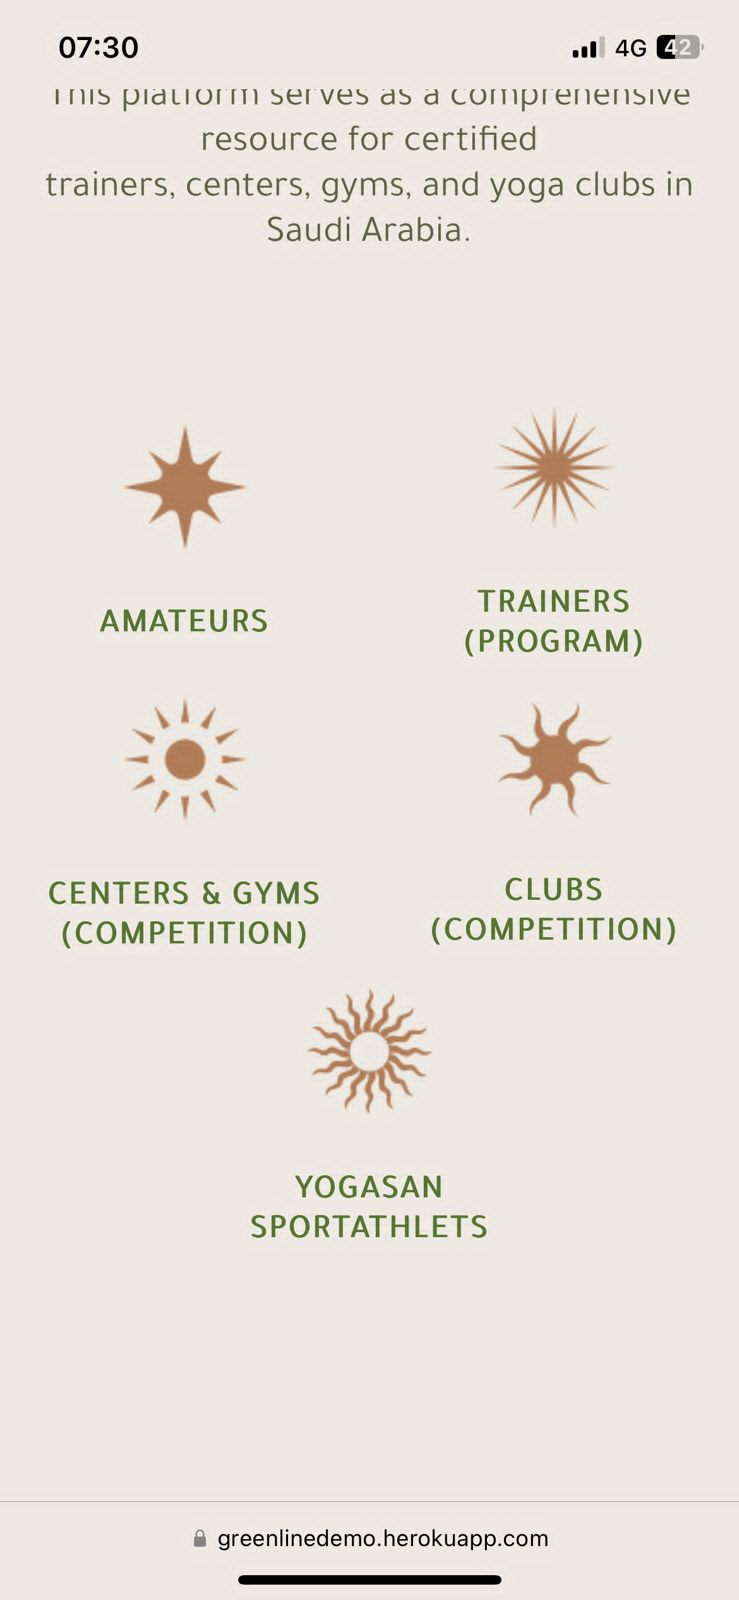 07:30
4G 42
This platform serves as a comprehensive
resource for certified
trainers, centers, gyms, and yoga clubs in
Saudi Arabia.
AMATEURS
TRAINERS
(PROGRAM)
CENTERS & GYMS
(COMPETITION)
CLUBS
(COMPETITION)
YOGASAN
SPORTATHLETS
greenlinedemo.herokuapp.com